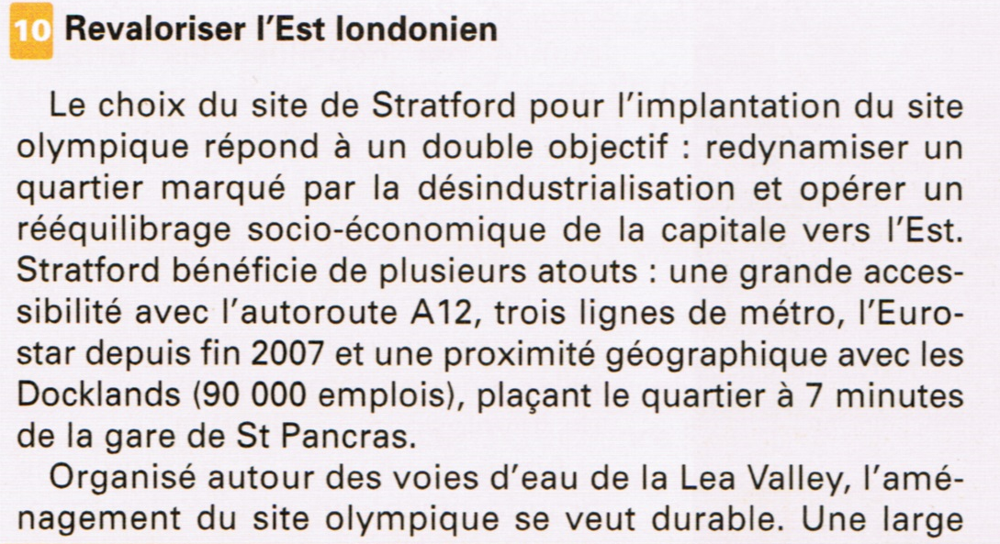 10 Revaloriser l'Est londonien
Le choix du site de Stratford pour l'implantation du site
olympique répond à un double objectif : redynamiser un
quartier marqué par la désindustrialisation et opérer un
rééquilibrage socio-économique de la capitale vers l'Est.
Stratford bénéficie de plusieurs atouts : une grande acces-
sibilité avec l'autoroute A12, trois lignes de métro, l'Euro-
star depuis fin 2007 et une proximité géographique avec les
Docklands (90 000 emplois), plaçant le quartier à 7 minutes
de la gare de St Pancras.
Organisé autour des voies d'eau de la Lea Valley, l'amé-
nagement du site olympique se veut durable. Une large